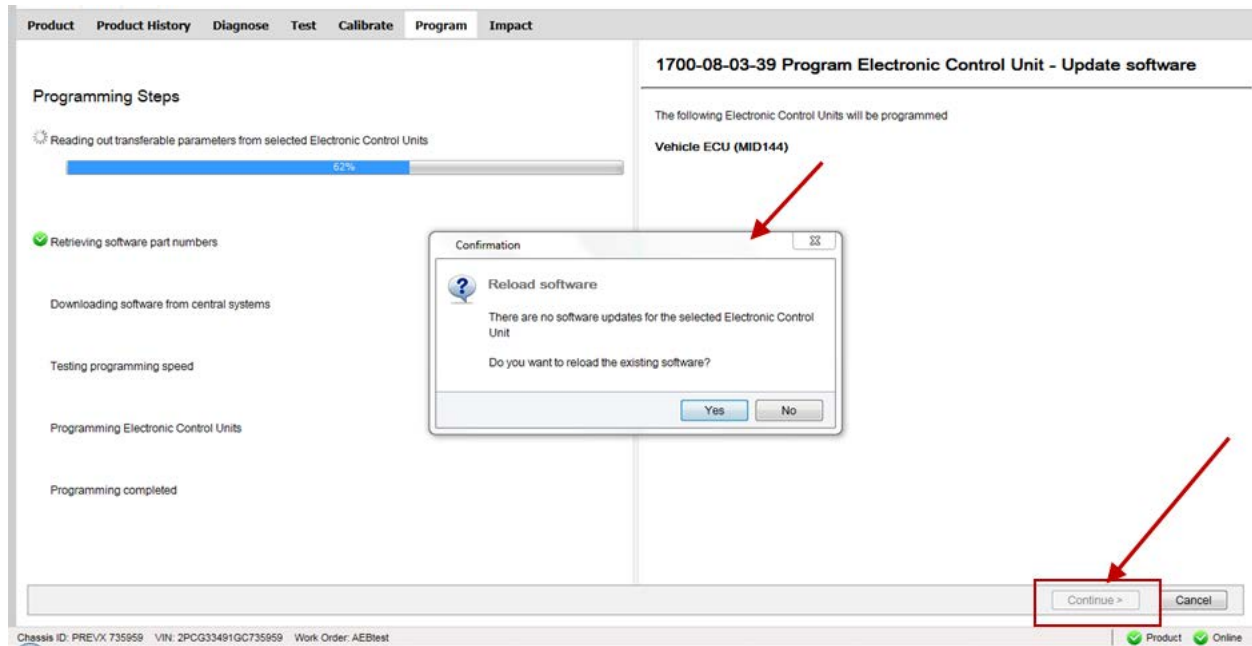 Product Product History Diagnose Test Calibrate Program Impact
1700-08-03-39 Program Electronic Control Unit - Update software
Programming Steps
The following Electronic Control Units will be programmed
Reading out transferable parameters from selected Electronic Control Units
Vehicle ECU (MID144)
62%
Retrieving software part numbers
Confirmation
Reload software
There are no software updates for the selected Electronic Control
Unit
Do you want to reload the existing software?
Yes No
Downloading software from central systems
Testing programming speed
Programming Electronic Control Units
Programming completed
Continue > Cancel
Chassis ID: PREVX 735959 VIN: 2PCG33491GC735959 Work Order: AEBtest Product Online